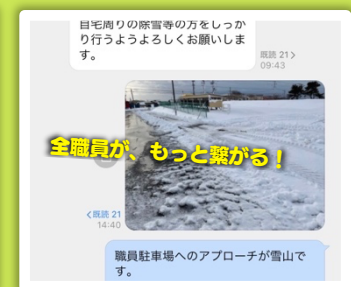 自宅周りの除雪等の方をしっか
り行うようよろしくお願いしま
す。
既読 21>
09:43
全職員が、もっと繋がる！
<既読 21
14:40
職員駐車場へのアプローチが雪山で
す。